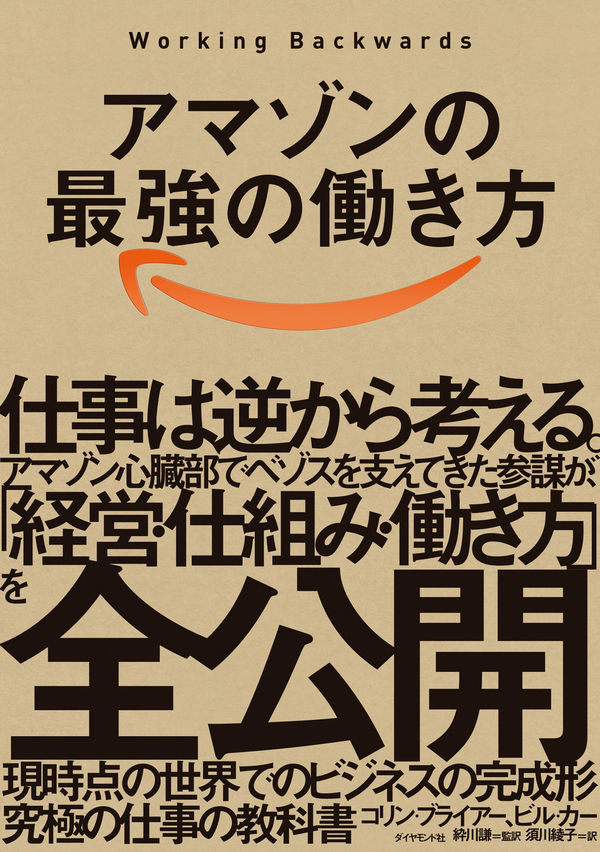 Working Backwards
アマゾンの
最強の働き方
仕事は逆から考える。
アマゾン心臓部でベゾスを支えてきた参謀が
「経営・仕組み・働き方」
を
全公開
現時点の世界でのビジネスの完成形
究極の仕事の教科書
コリン・ブライアー、ビル・カー
ダイヤモンド社 紣川謙=監訳 須川綾子=訳